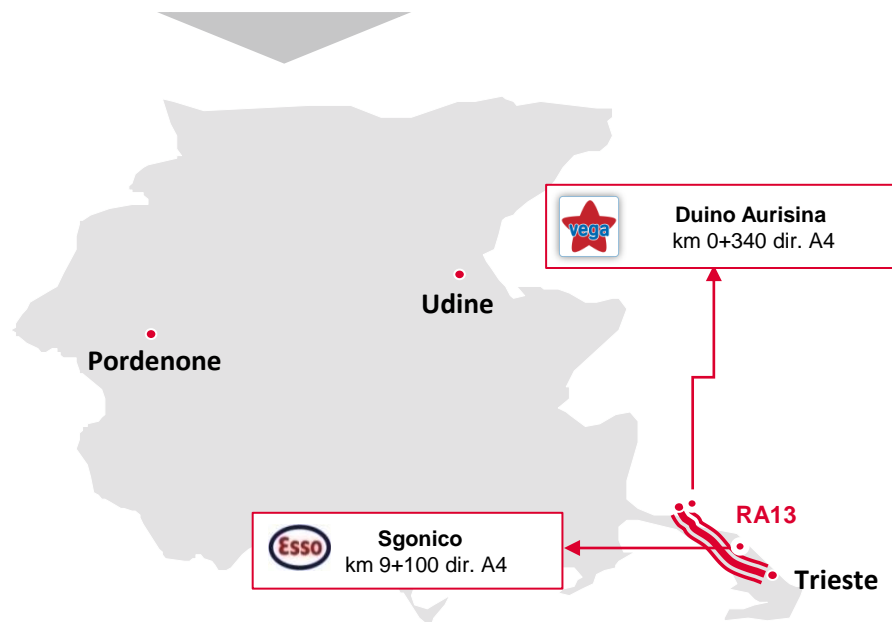 vega
Duino Aurisina
km 0+340 dir. A4
Udine
Pordenone
RA13
Esso
Sgonico
km 9+100 dir. A4
Trieste